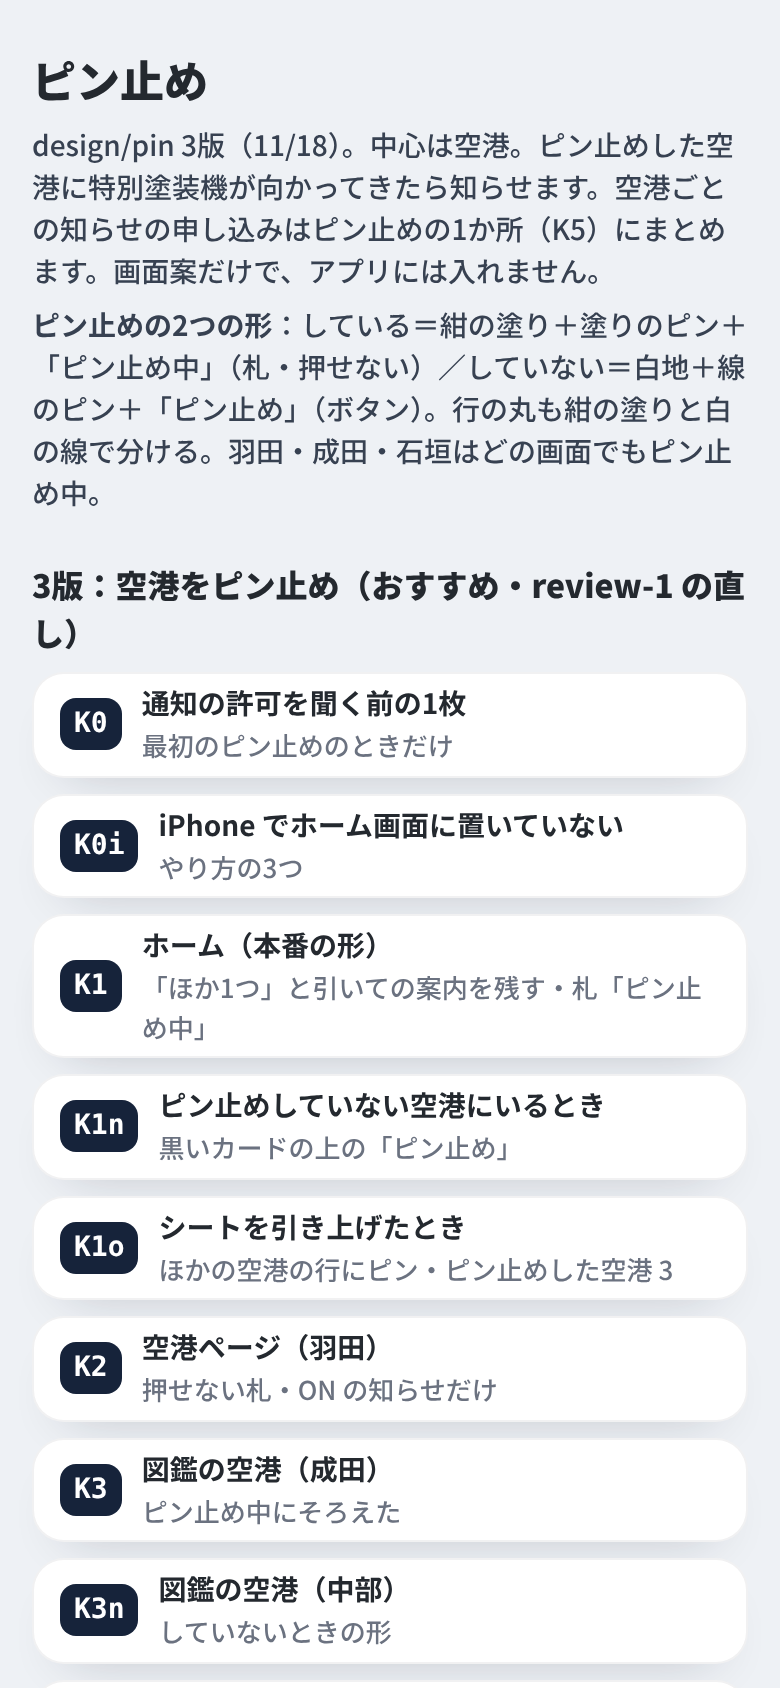 ピン止め
design/pin 3版（11/18）。中心は空港。ピン止めした空
港に特別塗装機が向かってきたら知らせます。空港ごと
の知らせの申し込みはピン止めの1か所（K5）にまとめ
ます。画面案だけで、アプリには入れません。
ピン止めの2つの形：している＝紺の塗り＋塗りのピン＋
「ピン止め中」（札・押せない）／していない＝白地＋線
のピン＋「ピン止め」（ボタン）。行の丸も紺の塗りと白
の線で分ける。羽田・成田・石垣はどの画面でもピン止
め中。
3版：空港をピン止め（おすすめ・review-1 の直
し）
K0
通知の許可を聞く前の1枚
最初のピン止めのときだけ
K0i
iPhone でホーム画面に置いていない
やり方の3つ
K1
ホーム（本番の形）
「ほか1つ」と引いての案内を残す・札「ピン止
め中」
K1n
ピン止めしていない空港にいるとき
黒いカードの上の「ピン止め」
K1o
シートを引き上げたとき
ほかの空港の行にピン・ピン止めした空港 3
K2
空港ページ（羽田）
押せない札・ON の知らせだけ
K3
図鑑の空港（成田）
ピン止め中にそろえた
K3n
図鑑の空港（中部）
していないときの形